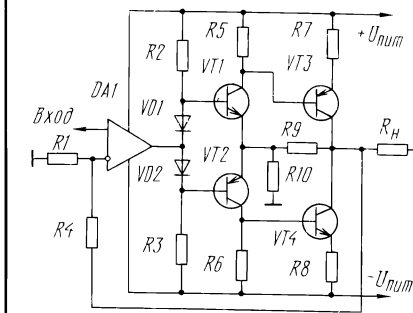 R5
R7
+Uпит
R2
VT1
VT3
DA1
Вход
VD1
R9
Rн
R1
VD2
VT2
R10
R4
R3
R6
VT4
R8
-Uпит